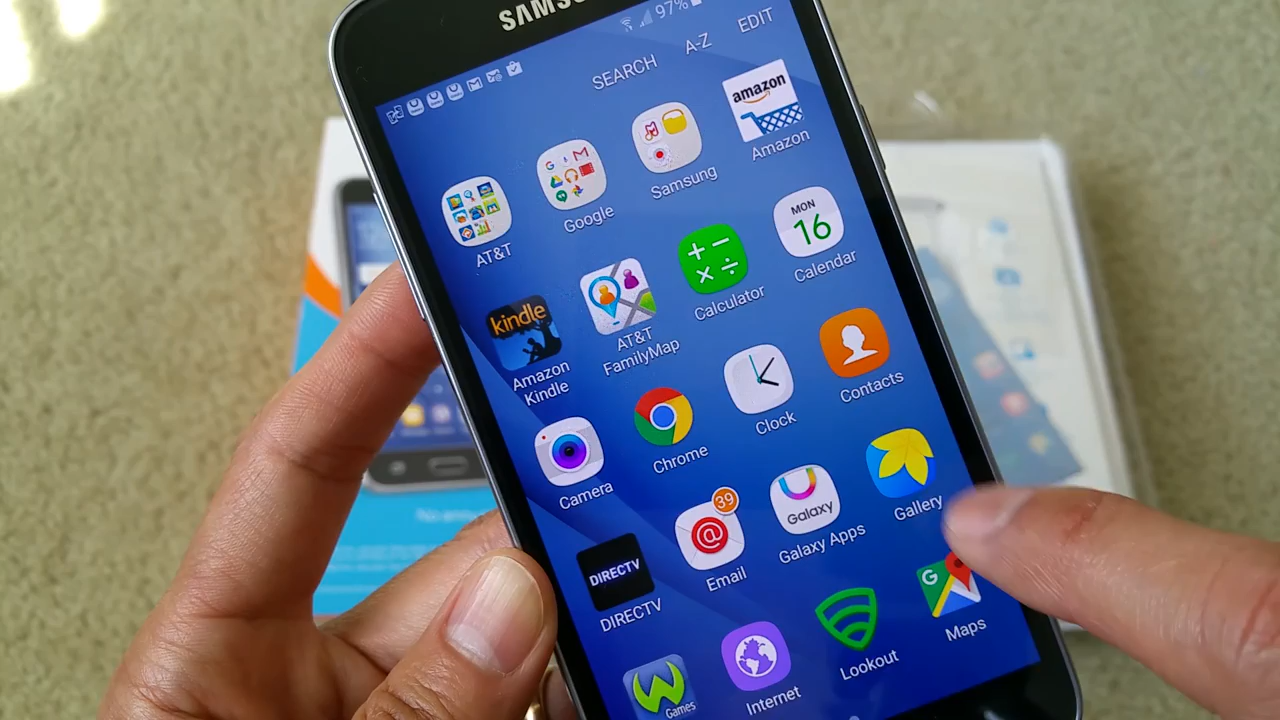 SAMSU
97%
SEARCH
A-Z
EDIT
AT&T
Google
Samsung
amazon
Amazon
kindle
Amazon
Kindle
AT&T
FamilyMap
Calculator
MON
16
Calendar
Camera
Chrome
Clock
Contacts
DIRECTV
DIRECTV
39
@
Email
Galaxy
Galaxy Apps
Gallery
Games
Internet
Lookout
G
Maps